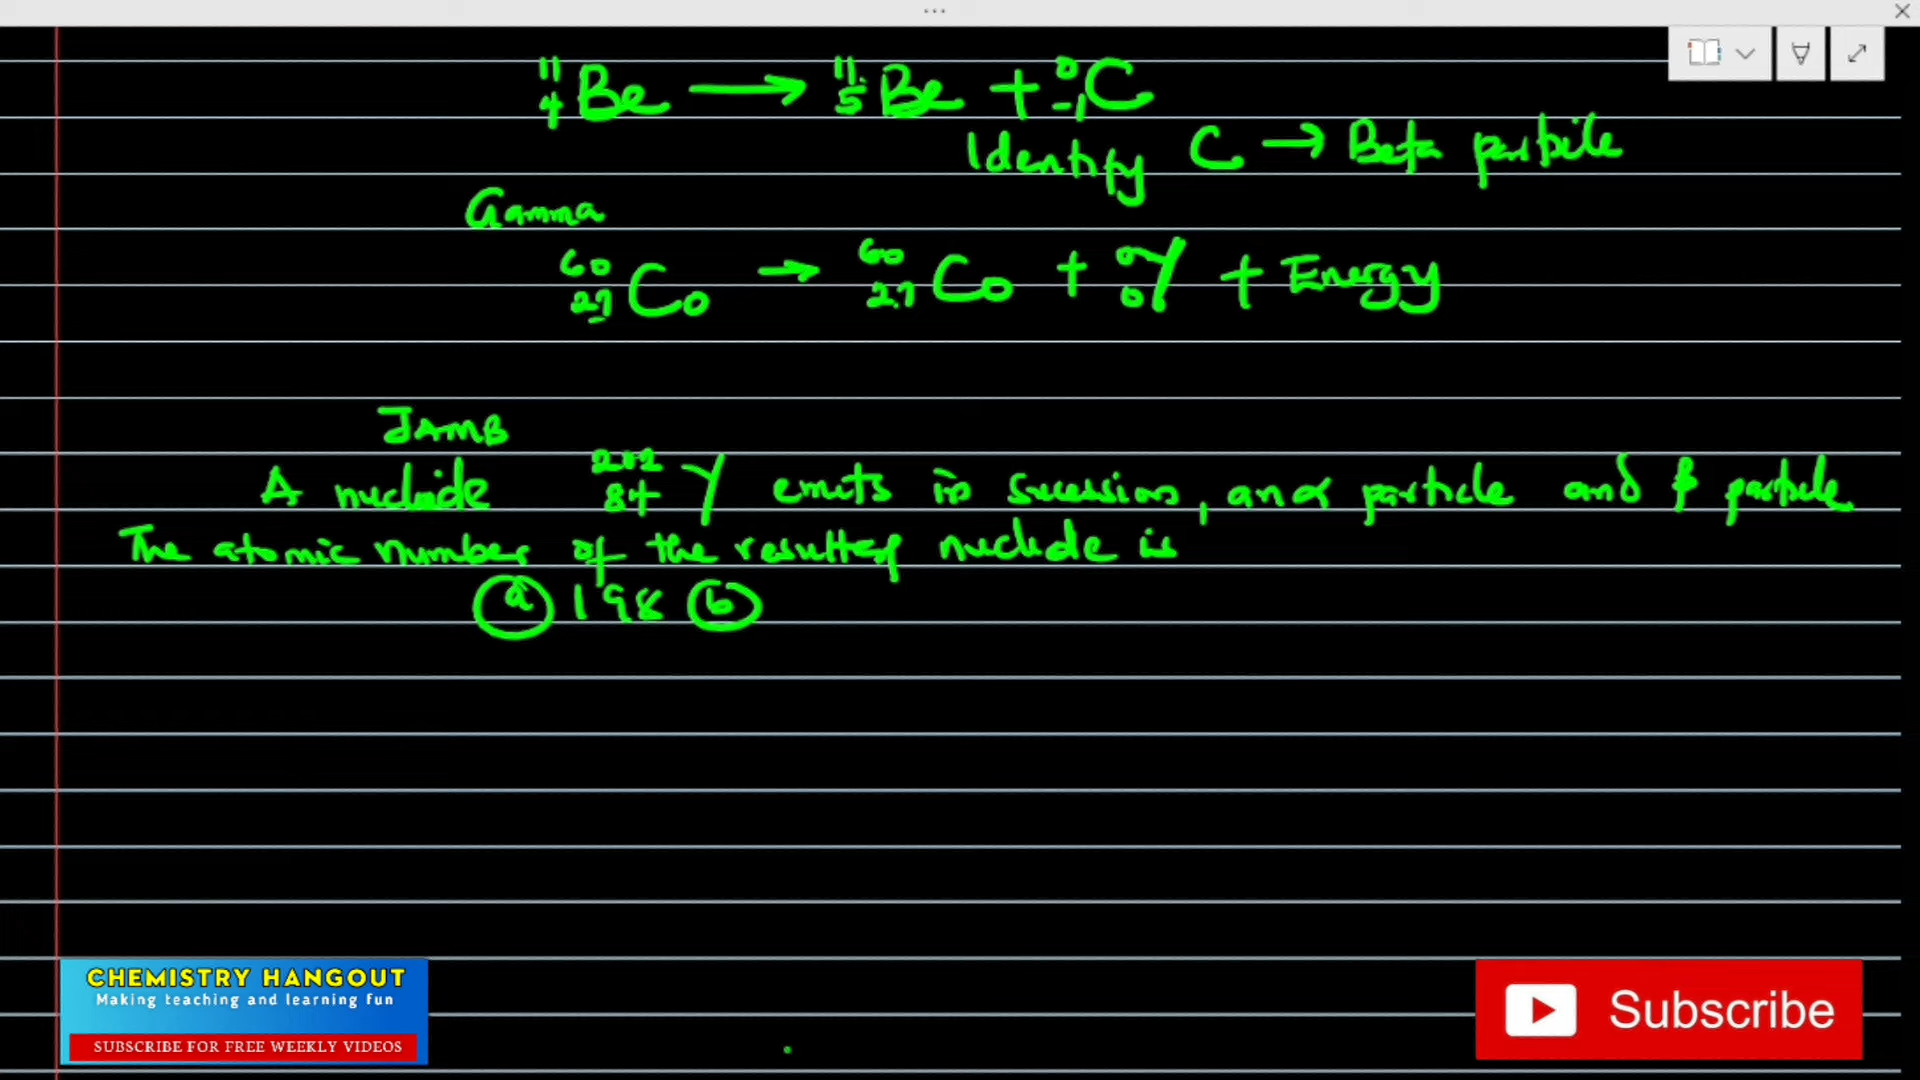 ¹¹₄Be → ¹¹₅Be + ⁰₋₁C
Identify C → Beta particle
Gamma
⁶⁰₂₇Co → ⁶⁰₂₇Co + ⁰₀γ + Energy
JAMB
A nuclide ²⁰²₈₄Y emits in sucession, an α particle and β particle.
The atomic number of the resulting nuclide is
(a) 198 (b)
CHEMISTRY HANGOUT
Making teaching and learning fun
SUBSCRIBE FOR FREE WEEKLY VIDEOS
Subscribe